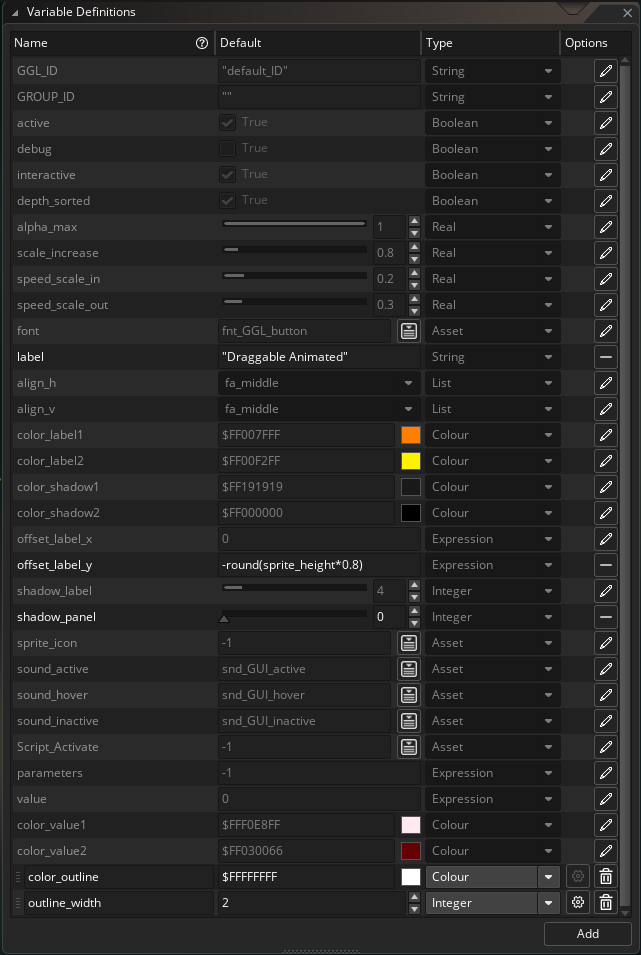 Variable Definitions
Name Default Type Options
GGL_ID "default_ID" String
GROUP_ID "" String
active True Boolean
debug True Boolean
interactive True Boolean
depth_sorted True Boolean
alpha_max 1 Real
scale_increase 0.8 Real
speed_scale_in 0.2 Real
speed_scale_out 0.3 Real
font fnt_GGL_button Asset
label "Draggable Animated" String
align_h fa_middle List
align_v fa_middle List
color_label1 $FF007FFF Colour
color_label2 $FF00F2FF Colour
color_shadow1 $FF191919 Colour
color_shadow2 $FF000000 Colour
offset_label_x 0 Expression
offset_label_y -round(sprite_height*0.8) Expression
shadow_label 4 Integer
shadow_panel 0 Integer
sprite_icon -1 Asset
sound_active snd_GUI_active Asset
sound_hover snd_GUI_hover Asset
sound_inactive snd_GUI_inactive Asset
Script_Activate -1 Asset
parameters -1 Expression
value 0 Expression
color_value1 $FFF0E8FF Colour
color_value2 $FF030066 Colour
color_outline $FFFFFFFF Colour
outline_width 2 Integer
Add